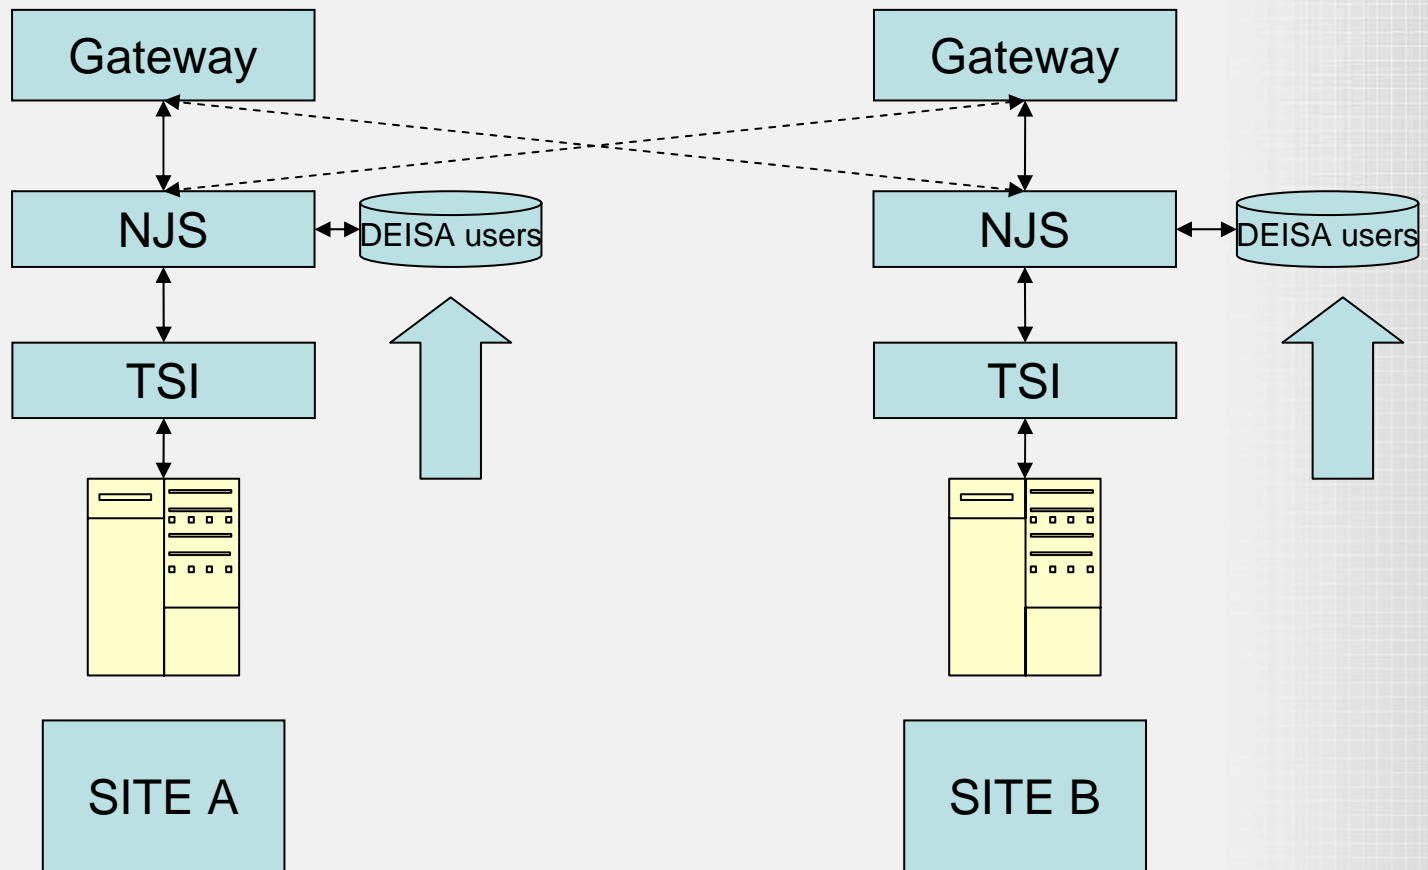 Gateway
Gateway
NJS
DEISA users
NJS
DEISA users
TSI
TSI
SITE A
SITE B